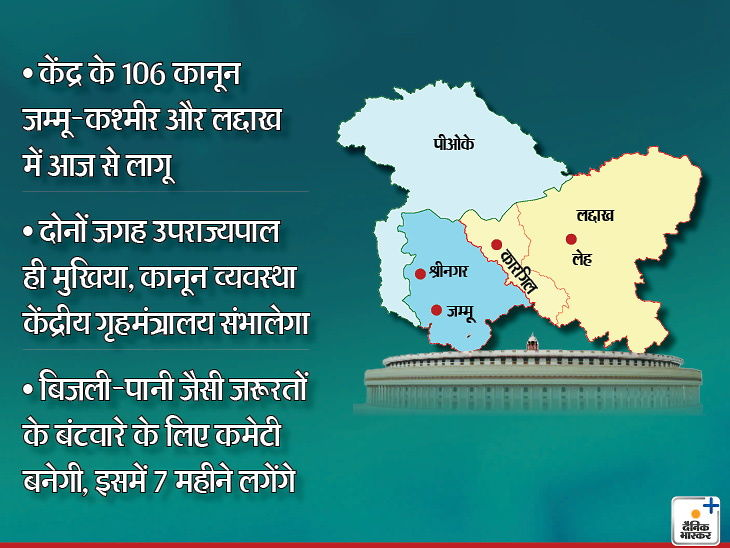 • केंद्र के 106 कानून
जम्मू-कश्मीर और लद्दाख
में आज से लागू
• दोनों जगह उपराज्यपाल
ही मुखिया, कानून व्यवस्था
केंद्रीय गृहमंत्रालय संभालेगा
• बिजली-पानी जैसी जरूरतों
के बंटवारे के लिए कमेटी
बनेगी, इसमें 7 महीने लगेंगे
पीओके
लद्दाख
लेह
कारगिल
श्रीनगर
जम्मू
दैनिक
भास्कर